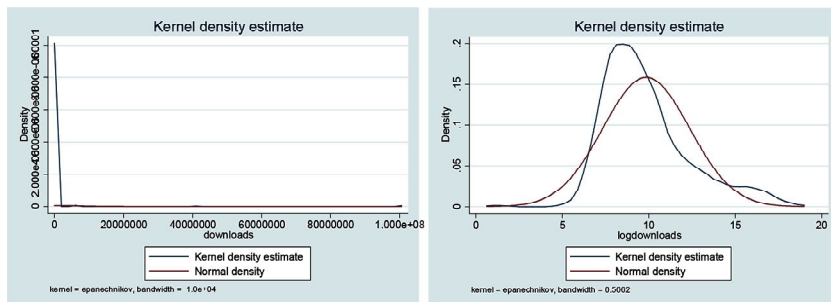 Kernel density estimate
Density
0
0 20000000 40000000 60000000 80000000 1.000e+08
downloads
Kernel density estimate
Normal density
kernel = epanechnikov, bandwidth = 1.0e+04
Kernel density estimate
Density
.2
.15
.1
.05
0
0 5 10 15 20
logdownloads
Kernel density estimate
Normal density
kernel = epanechnikov, bandwidth = 0.5002